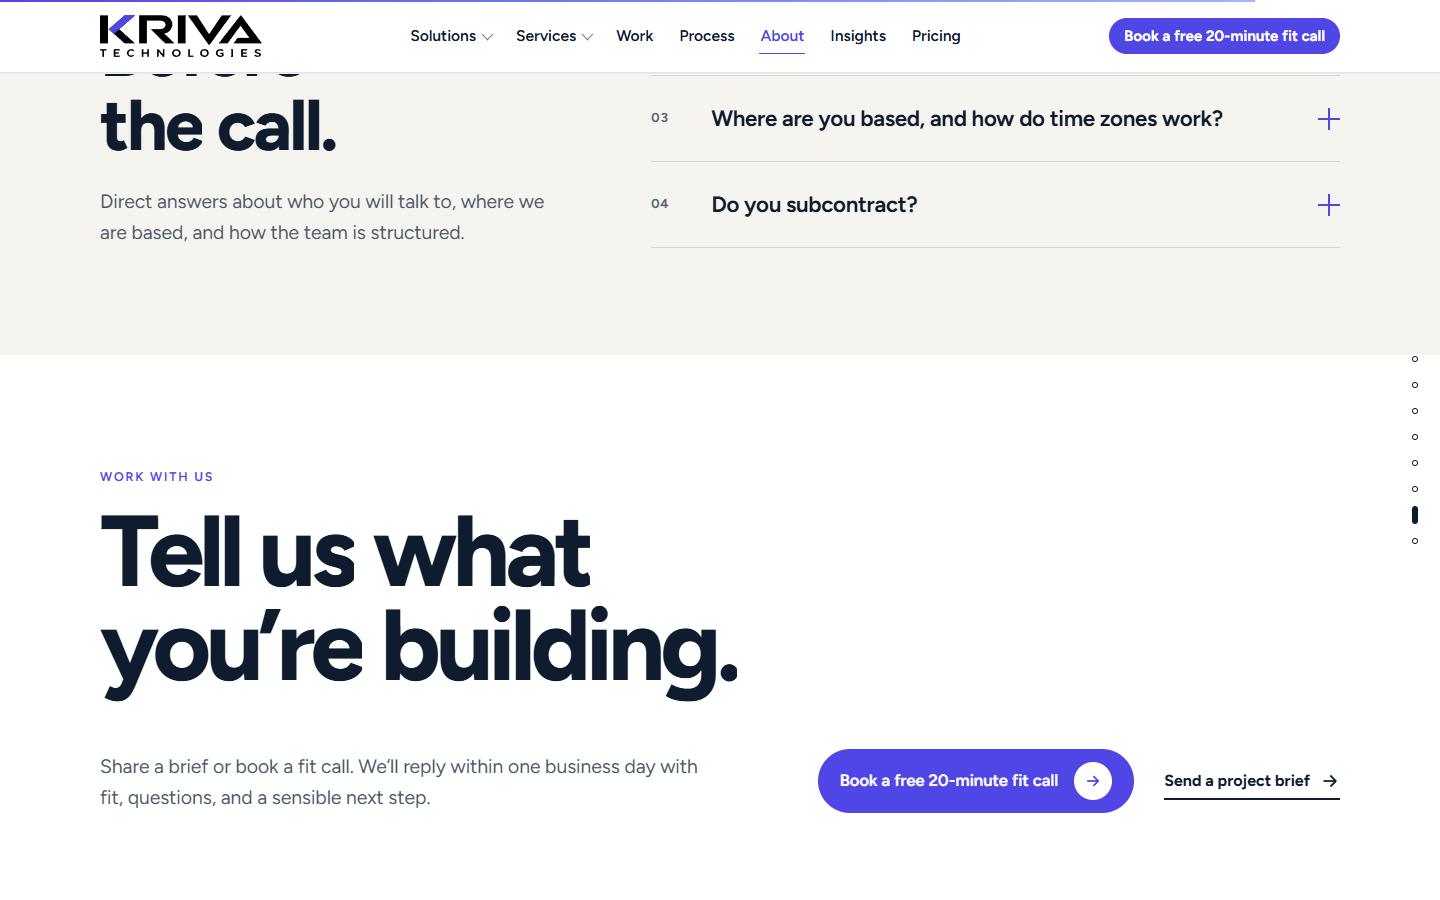 KRIVA
TECHNOLOGIES
Solutions
Services
Work
Process
About
Insights
Pricing
Book a free 20-minute fit call
the call.
Direct answers about who you will talk to, where we
are based, and how the team is structured.
03 Where are you based, and how do time zones work?
04 Do you subcontract?
WORK WITH US
Tell us what
you’re building.
Share a brief or book a fit call. We’ll reply within one business day with
fit, questions, and a sensible next step.
Book a free 20-minute fit call
Send a project brief